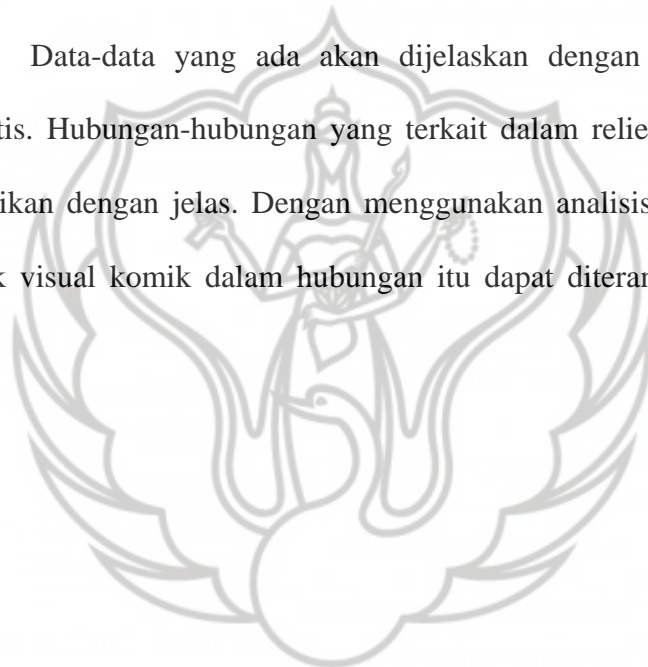 Data-data yang ada akan dijelaskan dengan
tis. Hubungan-hubungan yang terkait dalam relie
ikan dengan jelas. Dengan menggunakan analisis
k visual komik dalam hubungan itu dapat diteran